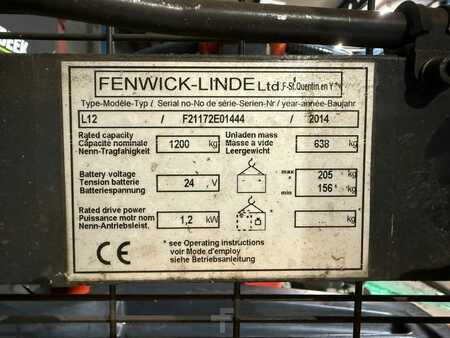 FENWICK-LINDE Ltd. F-St.Quentin en Y
Type-Modèle-Typ / Serial no-No de série-Serien-Nr / year-année-Baujahr
L12 / F21172E01444 / 2014
Rated capacity
Capacité nominale
Nenn-Tragfahigkeit
1200 kg
Unladen mass
Masse a vide
Leergewicht
638 kg
Battery voltage
Tension batterie
Batteriespannung
24 V
max * 205 kg
min 156 kg
Rated drive power
Puissance motr nom
Nenn-Antriebsleist.
1,2 kW
kg
* see Operating instructions
voir Mode d'employ
siehe Betriebsanleitung
CE